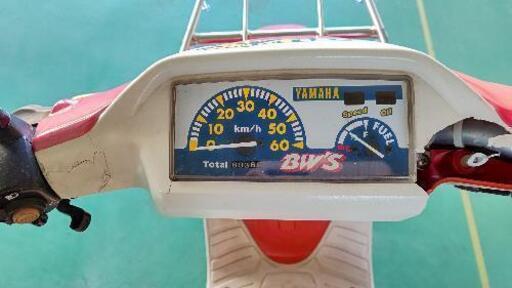 YAMAHA
Speed Oil
0 10 20 30 40 50 60
km/h
FUEL
F
Total
BW'S